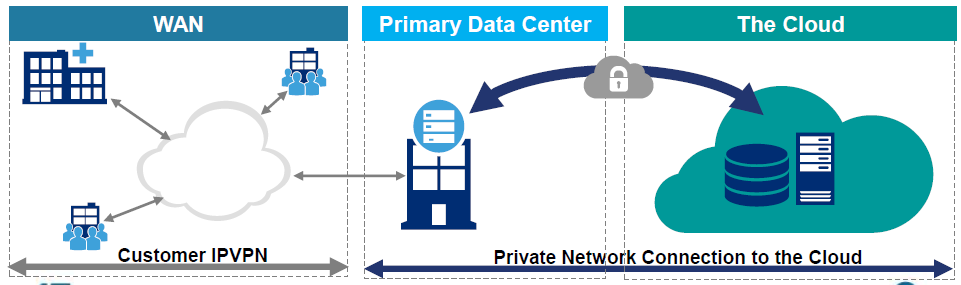 WAN
Primary Data Center
The Cloud
Customer IPVPN
Private Network Connection to the Cloud